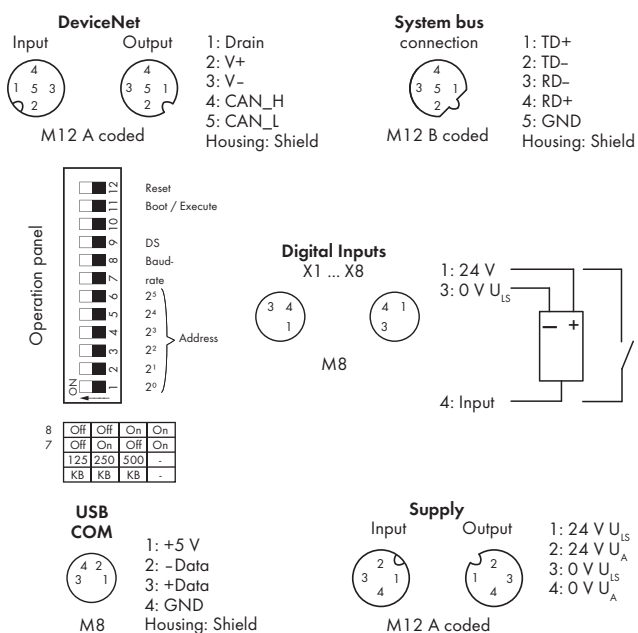 DeviceNet
Input Output
4
1 5 3
2
4
3 5 1
2
M12 A coded
1: Drain
2: V+
3: V–
4: CAN_H
5: CAN_L
Housing: Shield
System bus
connection
4
3 5 1
2
M12 B coded
1: TD+
2: TD–
3: RD–
4: RD+
5: GND
Housing: Shield
Operation panel
12 Reset
11 Boot / Execute
10
9 DS
8 Baud-
7 rate
6 2⁵
5 2⁴
4 2³
3 2²
2 2¹
1 2⁰
Address
ON
8 Off Off On On
7 Off On Off On
125 250 500 -
KB KB KB -
Digital Inputs
X1 ... X8
3 4
1
4 1
3
M8
1: 24 V
3: 0 V U_LS
– +
4: Input
USB
COM
4 2
3 1
M8
1: +5 V
2: –Data
3: +Data
4: GND
Housing: Shield
Supply
Input Output
2
3 1
4
2
1 3
4
M12 A coded
1: 24 V U_LS
2: 24 V U_A
3: 0 V U_LS
4: 0 V U_A